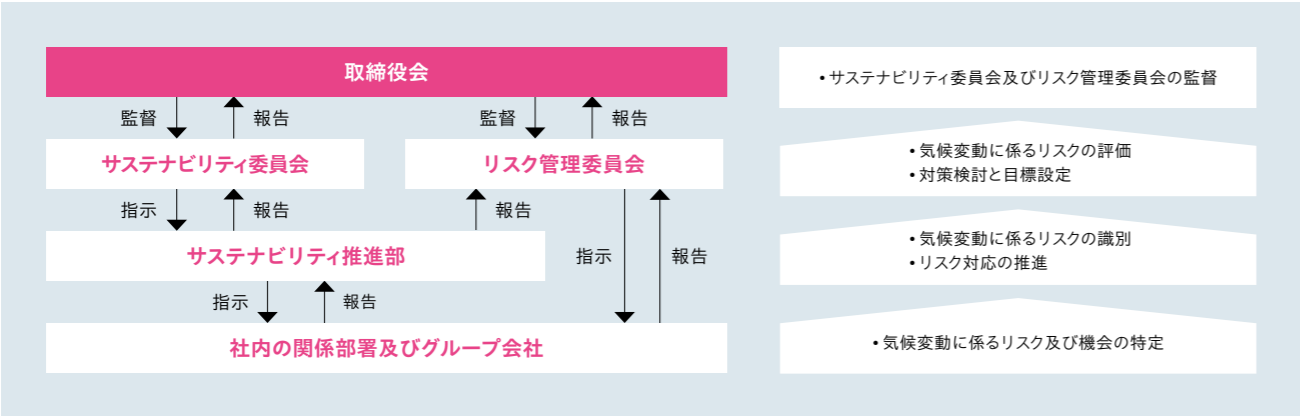 取締役会
監督
報告
監督
報告
サステナビリティ委員会
リスク管理委員会
指示
報告
報告
サステナビリティ推進部
指示
報告
指示
報告
社内の関係部署及びグループ会社
•サステナビリティ委員会及びリスク管理委員会の監督
•気候変動に係るリスクの評価
•対策検討と目標設定
•気候変動に係るリスクの識別
•リスク対応の推進
•気候変動に係るリスク及び機会の特定